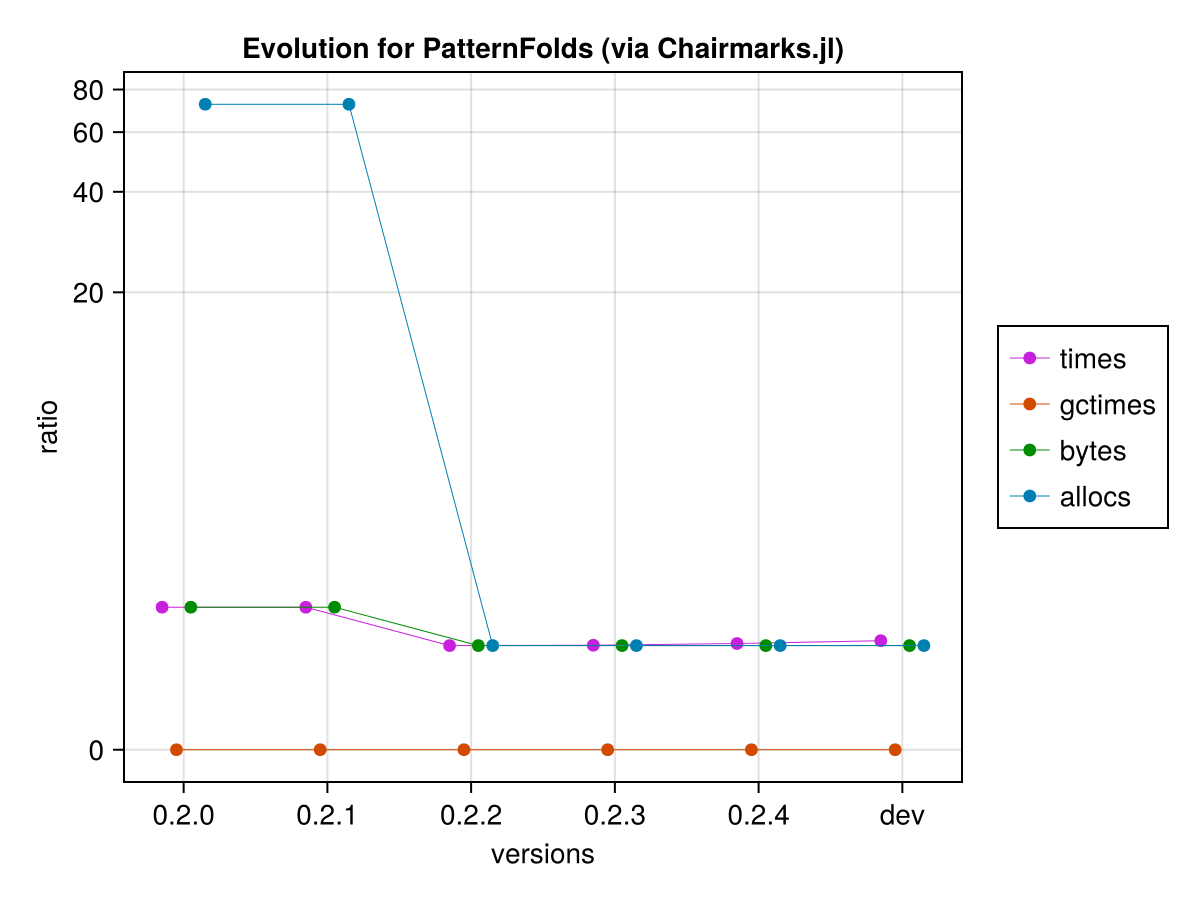 Evolution for PatternFolds (via Chairmarks.jl)
80
60
40
20
0
ratio
0.2.0 0.2.1 0.2.2 0.2.3 0.2.4 dev
versions
times
gctimes
bytes
allocs